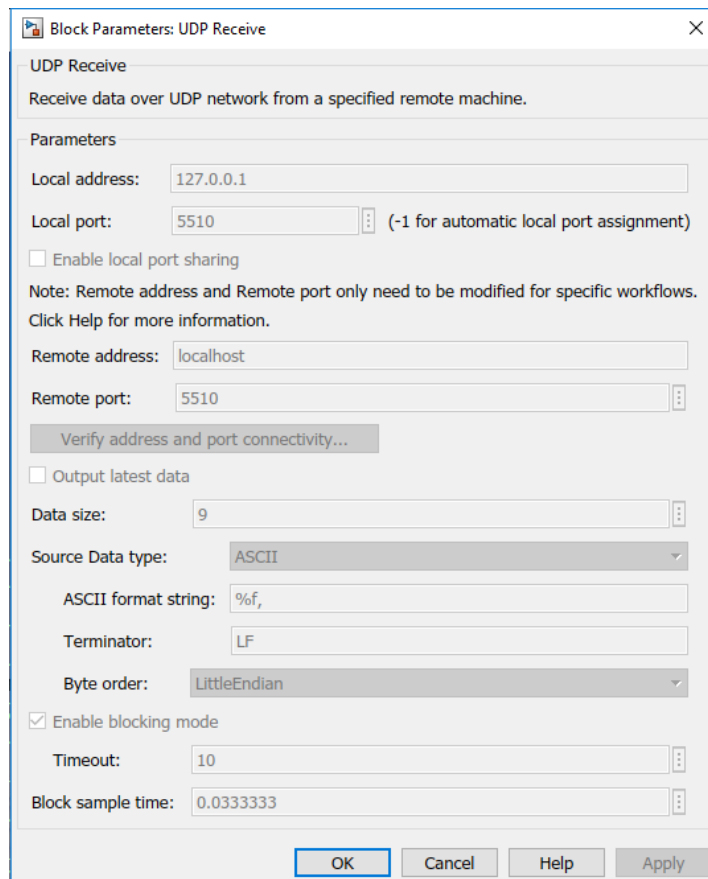 Block Parameters: UDP Receive
UDP Receive
Receive data over UDP network from a specified remote machine.
Parameters
Local address: 127.0.0.1
Local port: 5510 (-1 for automatic local port assignment)
Enable local port sharing
Note: Remote address and Remote port only need to be modified for specific workflows.
Click Help for more information.
Remote address: localhost
Remote port: 5510
Verify address and port connectivity...
Output latest data
Data size: 9
Source Data type: ASCII
ASCII format string: %f,
Terminator: LF
Byte order: LittleEndian
Enable blocking mode
Timeout: 10
Block sample time: 0.0333333
OK Cancel Help Apply